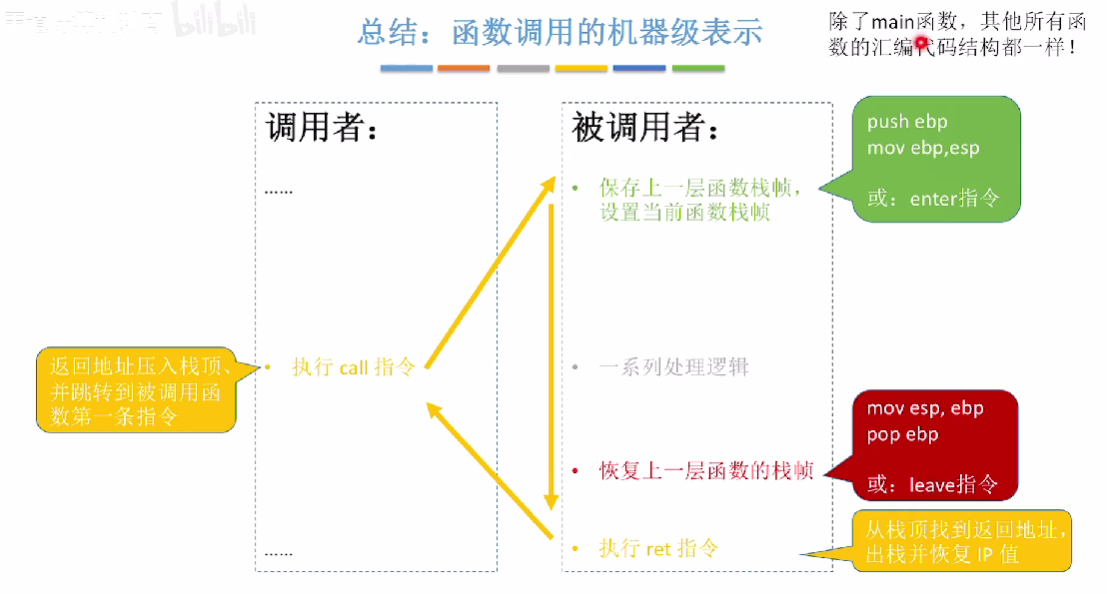 bilibili
总结：函数调用的机器级表示
除了main函数，其他所有函
数的汇编代码结构都一样！
调用者：
……
返回地址压入栈顶、
并跳转到被调用函
数第一条指令
• 执行 call 指令
……
被调用者：
• 保存上一层函数栈帧，
设置当前函数栈帧
push ebp
mov ebp,esp
或：enter指令
• 一系列处理逻辑
• 恢复上一层函数的栈帧
mov esp, ebp
pop ebp
或：leave指令
• 执行 ret 指令
从栈顶找到返回地址，
出栈并恢复 IP 值